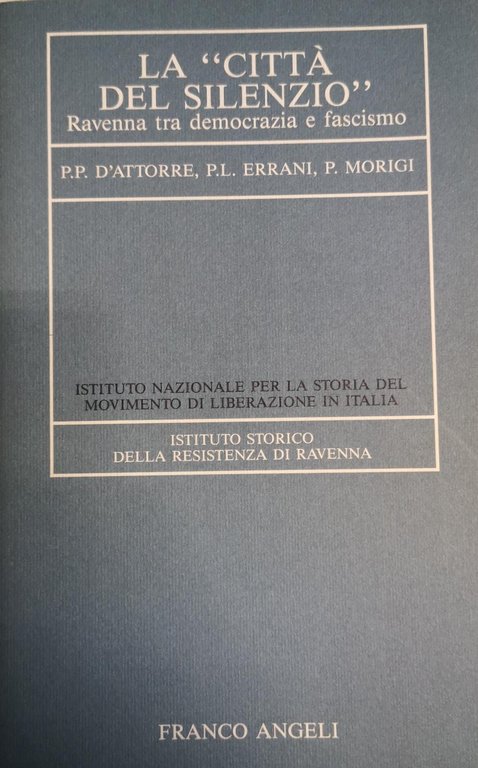 LA “CITTÀ
DEL SILENZIO”
Ravenna tra democrazia e fascismo
P.P. D'ATTORRE, P.L. ERRANI, P. MORIGI
ISTITUTO NAZIONALE PER LA STORIA DEL
MOVIMENTO DI LIBERAZIONE IN ITALIA
ISTITUTO STORICO
DELLA RESISTENZA DI RAVENNA
FRANCO ANGELI